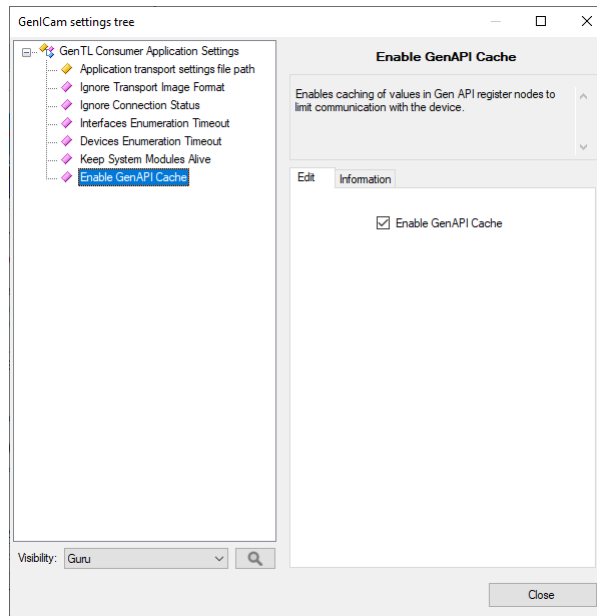 GenICam settings tree
GenTL Consumer Application Settings
Application transport settings file path
Ignore Transport Image Format
Ignore Connection Status
Interfaces Enumeration Timeout
Devices Enumeration Timeout
Keep System Modules Alive
Enable GenAPI Cache
Visibility:
Guru
Enable GenAPI Cache
Enables caching of values in Gen API register nodes to
limit communication with the device.
Edit
Information
Enable GenAPI Cache
Close